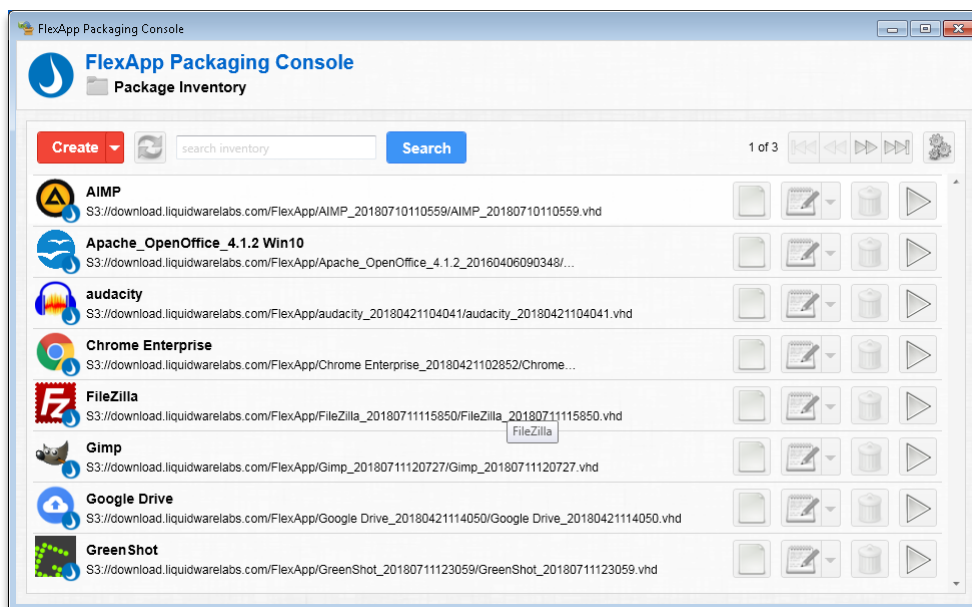 FlexApp Packaging Console
FlexApp Packaging Console
Package Inventory
Create
search inventory
Search
1 of 3
AIMP
S3://download.liquidwarelabs.com/FlexApp/AIMP_20180710110559/AIMP_20180710110559.vhd
Apache_OpenOffice_4.1.2 Win10
S3://download.liquidwarelabs.com/FlexApp/Apache_OpenOffice_4.1.2_20160406090348/...
audacity
S3://download.liquidwarelabs.com/FlexApp/audacity_20180421104041/audacity_20180421104041.vhd
Chrome Enterprise
S3://download.liquidwarelabs.com/FlexApp/Chrome Enterprise_20180421102852/Chrome...
FileZilla
S3://download.liquidwarelabs.com/FlexApp/FileZilla_20180711115850/FileZilla_20180711115850.vhd
FileZilla
Gimp
S3://download.liquidwarelabs.com/FlexApp/Gimp_20180711120727/Gimp_20180711120727.vhd
Google Drive
S3://download.liquidwarelabs.com/FlexApp/Google Drive_20180421114050/Google Drive_20180421114050.vhd
GreenShot
S3://download.liquidwarelabs.com/FlexApp/GreenShot_20180711123059/GreenShot_20180711123059.vhd